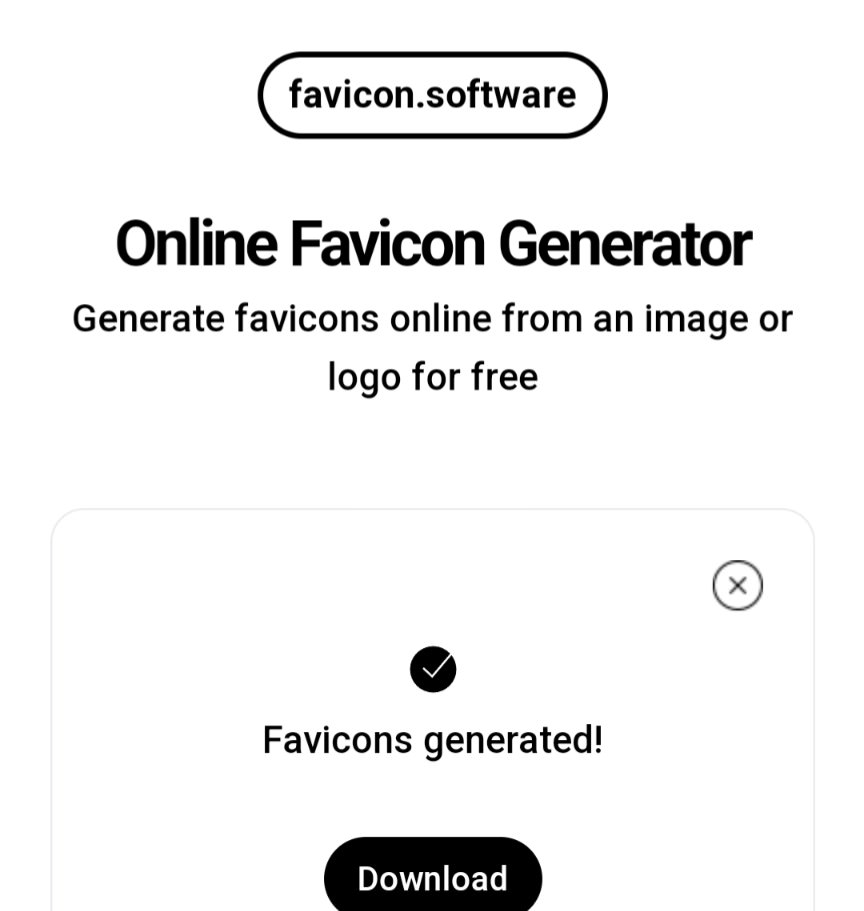 favicon.software
Online Favicon Generator
Generate favicons online from an image or
logo for free
Favicons generated!
Download